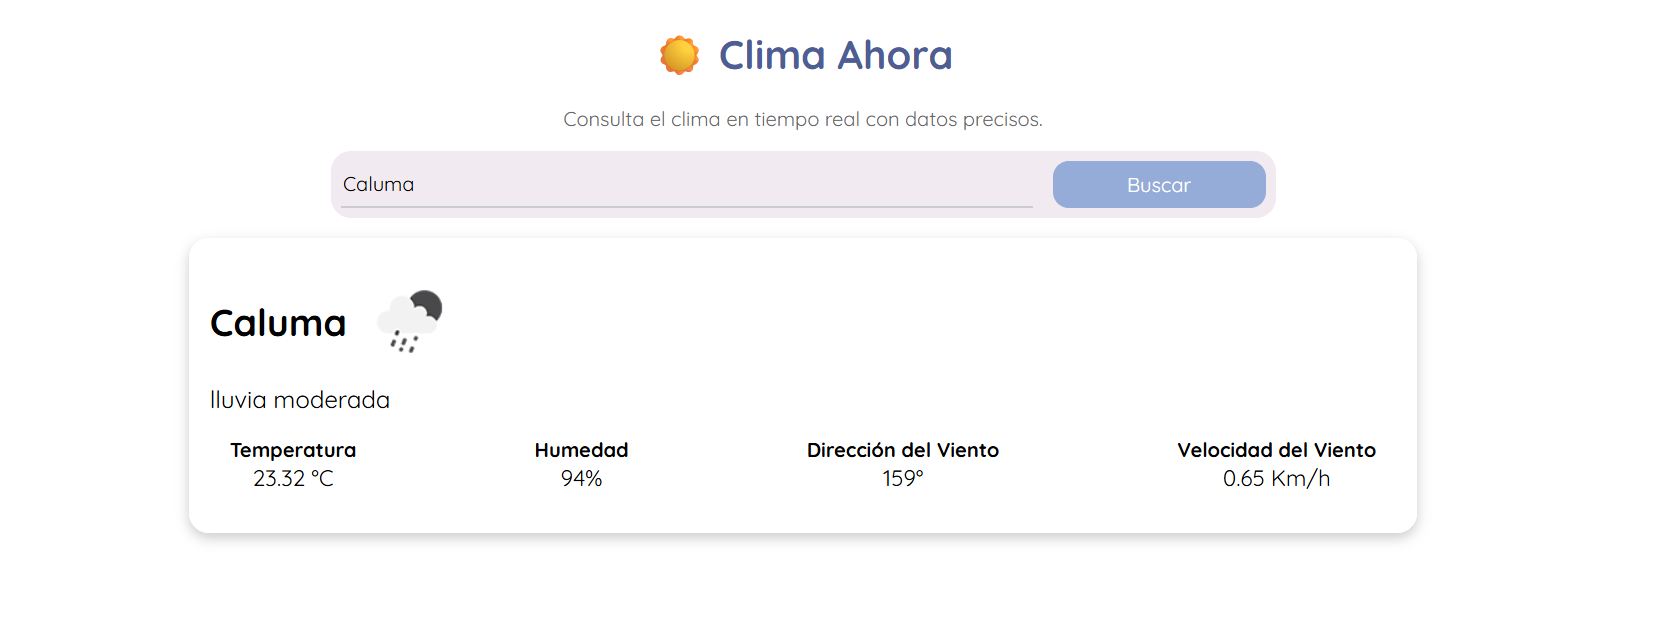 Clima Ahora
Consulta el clima en tiempo real con datos precisos.
Caluma
Buscar
Caluma
lluvia moderada
Temperatura
23.32 °C
Humedad
94%
Dirección del Viento
159°
Velocidad del Viento
0.65 Km/h